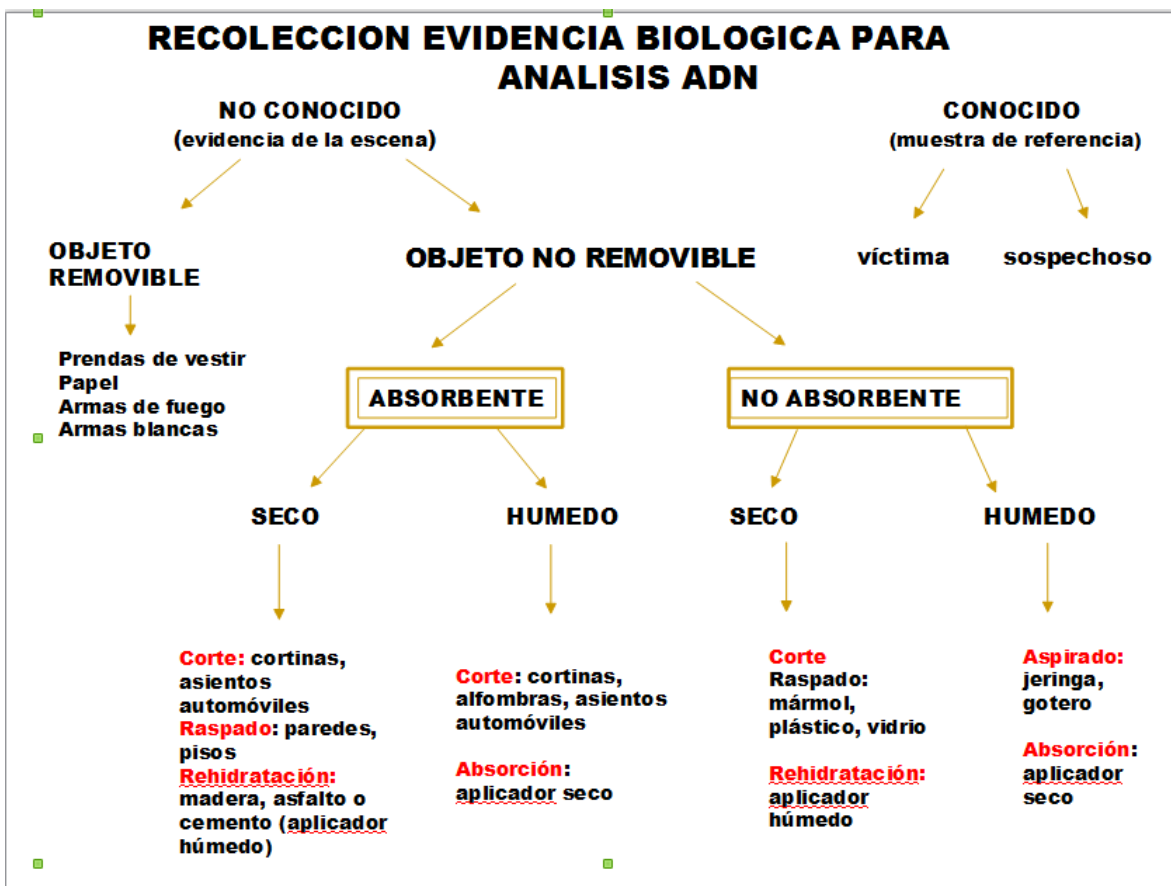 RECOLECCION EVIDENCIA BIOLOGICA PARA
ANALISIS ADN
NO CONOCIDO
(evidencia de la escena)
CONOCIDO
(muestra de referencia)
OBJETO
REMOVIBLE
OBJETO NO REMOVIBLE
víctima
sospechoso
Prendas de vestir
Papel
Armas de fuego
Armas blancas
ABSORBENTE
NO ABSORBENTE
SECO
HUMEDO
SECO
HUMEDO
Corte: cortinas,
asientos
automóviles
Raspado: paredes,
pisos
Rehidratación:
madera, asfalto o
cemento (aplicador
húmedo)
Corte: cortinas,
alfombras, asientos
automóviles
Absorción:
aplicador seco
Corte
Raspado:
mármol,
plástico, vidrio
Rehidratación:
aplicador
húmedo
Aspirado:
jeringa,
gotero
Absorción:
aplicador
seco